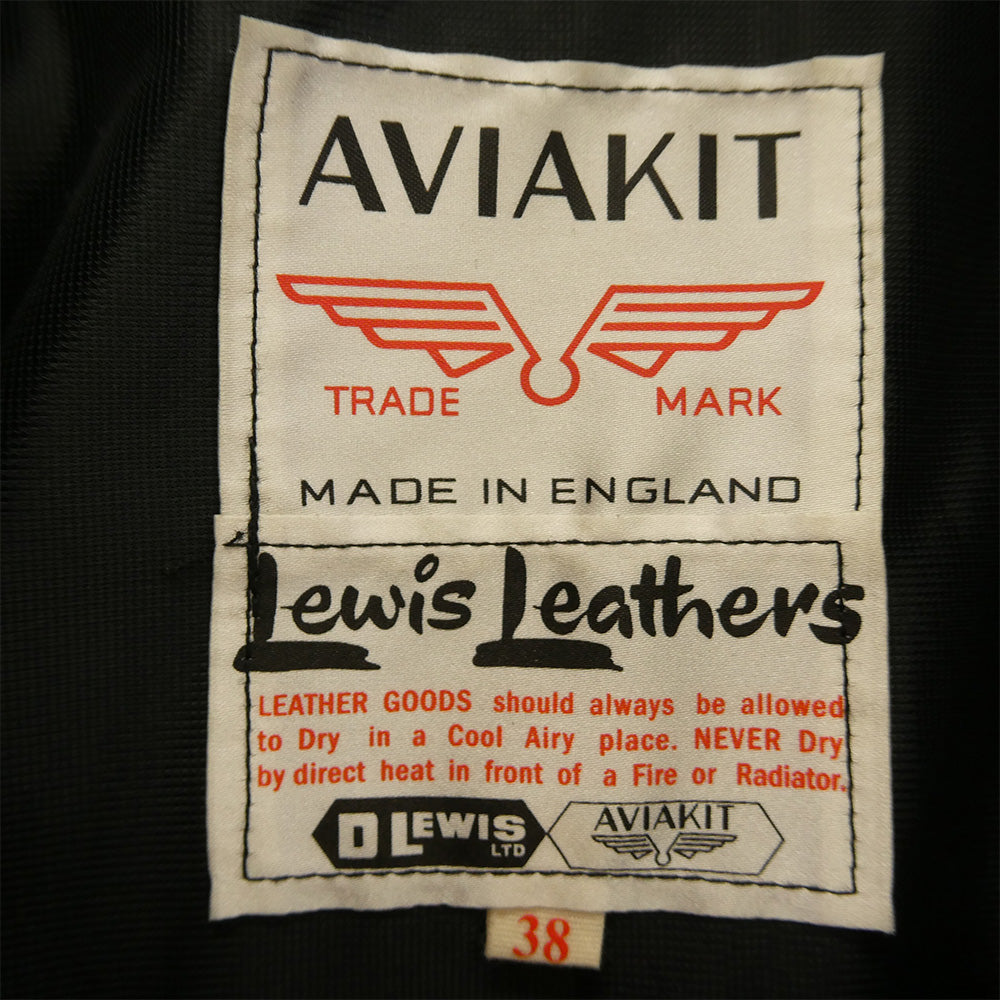 AVIAKIT
TRADE MARK
MADE IN ENGLAND
Lewis Leathers
LEATHER GOODS should always be allowed
to Dry in a Cool Airy place. NEVER Dry
by direct heat in front of a Fire or Radiator.
D LEWIS
LTD
AVIAKIT
38